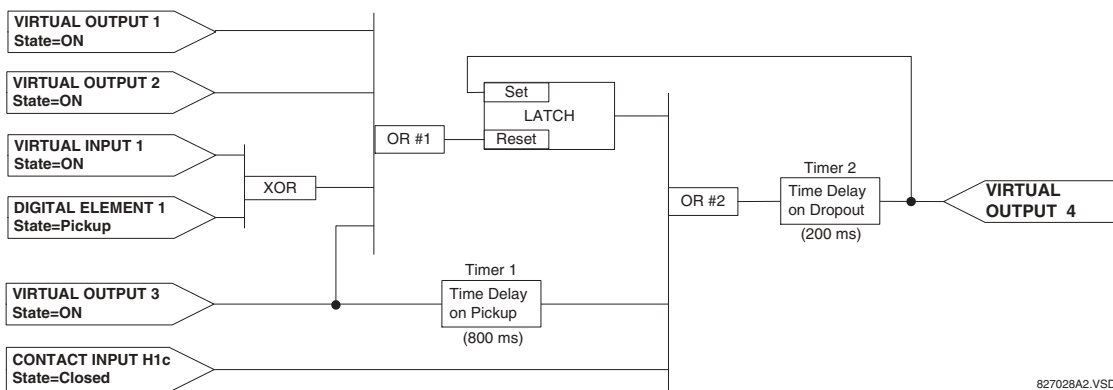 VIRTUAL OUTPUT 1
State=ON
VIRTUAL OUTPUT 2
State=ON
VIRTUAL INPUT 1
State=ON
DIGITAL ELEMENT 1
State=Pickup
VIRTUAL OUTPUT 3
State=ON
CONTACT INPUT H1c
State=Closed
XOR
OR #1
Set
LATCH
Reset
Timer 1
Time Delay
on Pickup
(800 ms)
OR #2
Timer 2
Time Delay
on Dropout
(200 ms)
VIRTUAL
OUTPUT 4
827028A2.VSD